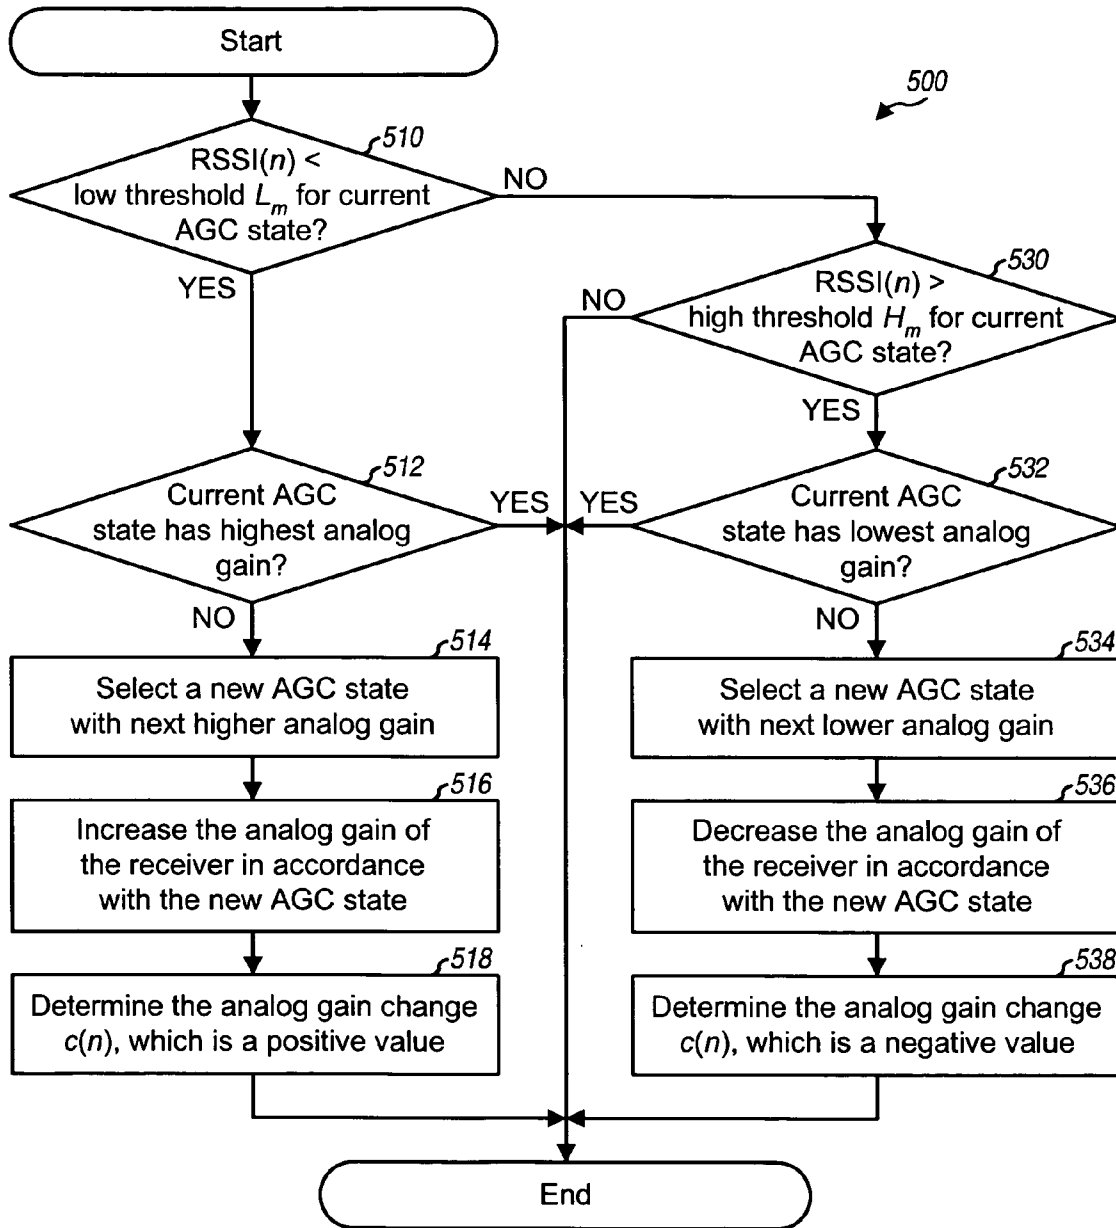 Start
500
510
RSSI(n) <
low threshold Lm for current
AGC state?
NO
YES
530
RSSI(n) >
high threshold Hm for current
AGC state?
NO
YES
512
Current AGC
state has highest analog
gain?
YES
NO
532
Current AGC
state has lowest analog
gain?
YES
NO
514
Select a new AGC state
with next higher analog gain
534
Select a new AGC state
with next lower analog gain
516
Increase the analog gain of
the receiver in accordance
with the new AGC state
536
Decrease the analog gain of
the receiver in accordance
with the new AGC state
518
Determine the analog gain change
c(n), which is a positive value
538
Determine the analog gain change
c(n), which is a negative value
End